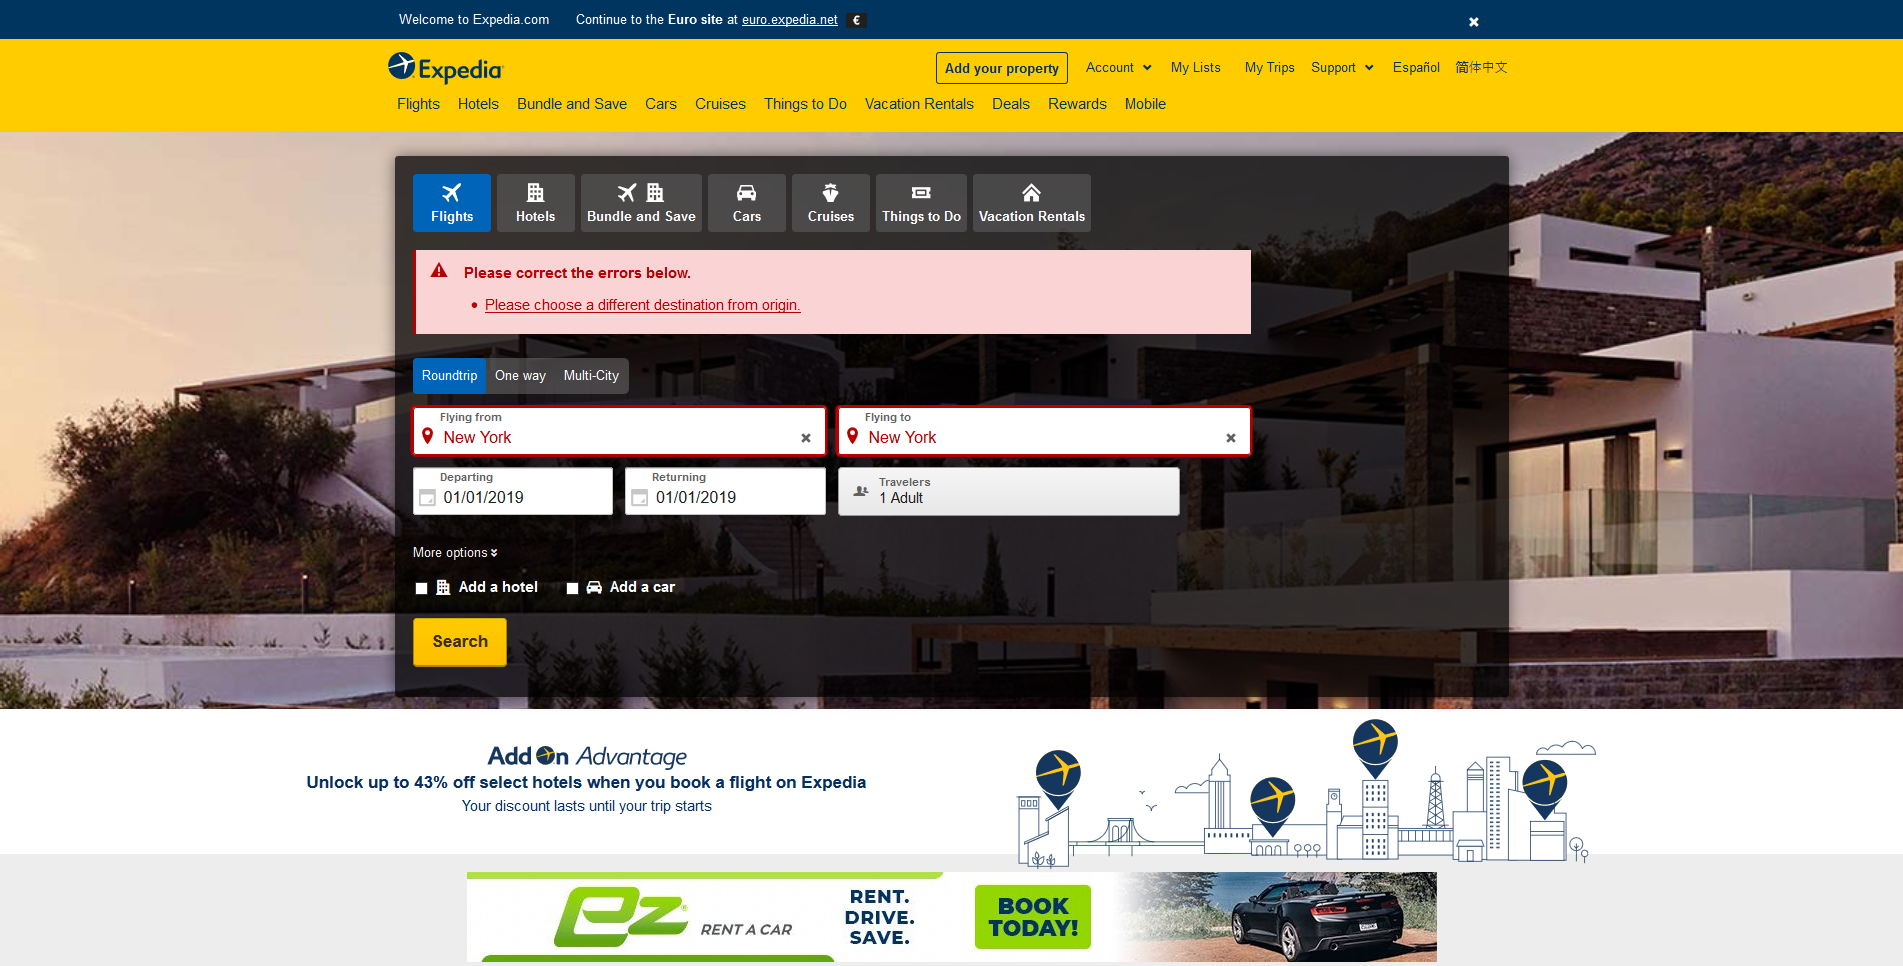 Welcome to Expedia.com Continue to the Euro site at euro.expedia.net €
Expedia
Add your property Account My Lists My Trips Support Español 简体中文
Flights Hotels Bundle and Save Cars Cruises Things to Do Vacation Rentals Deals Rewards Mobile
Flights Hotels Bundle and Save Cars Cruises Things to Do Vacation Rentals
Please correct the errors below.
• Please choose a different destination from origin.
Roundtrip One way Multi-City
Flying from Flying to
New York New York
Departing Returning Travelers
01/01/2019 01/01/2019 1 Adult
More options
Add a hotel Add a car
Search
Add On Advantage
Unlock up to 43% off select hotels when you book a flight on Expedia
Your discount lasts until your trip starts
ez RENT A CAR
RENT.
DRIVE.
SAVE.
BOOK
TODAY!